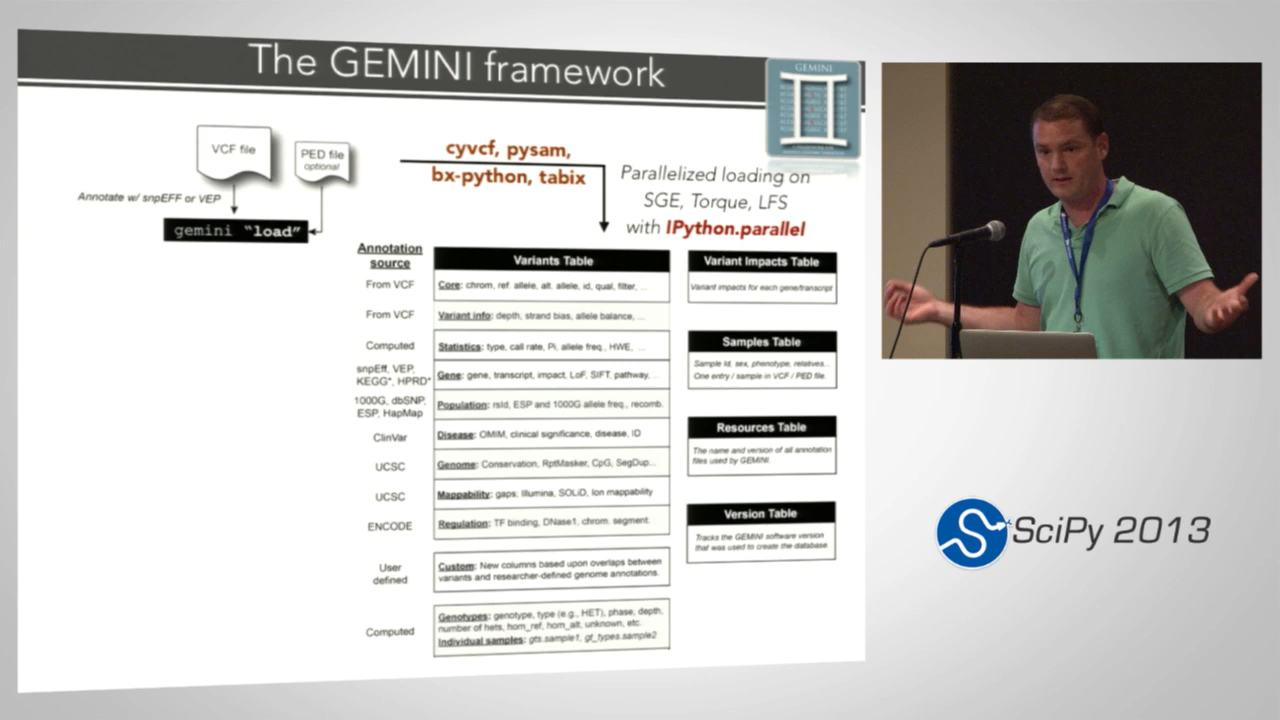 The GEMINI framework
GEMINI
VCF file
PED file
optional
cyvcf, pysam,
bx-python, tabix
Parallelized loading on
SGE, Torque, LFS
with IPython.parallel
Annotate w/ snpEFF or VEP
gemini "load"
Annotation
source
Variants Table
From VCF
Core: chrom, ref. allele, alt. allele, id, qual, filter, ...
From VCF
Variant info: depth, strand bias, allele balance, ...
Computed
Statistics: type, call rate, Pi, allele freq., HWE, ...
snpEff, VEP,
KEGG*, HPRD*
Gene: gene, transcript, impact, LoF, SIFT, pathway, ..
1000G, dbSNP,
ESP, HapMap
Population: rsId, ESP and 1000G allele freq., recomb.
ClinVar
Disease: OMIM, clinical significance, disease, ID
UCSC
Genome: Conservation, RptMasker, CpG, SegDup...
UCSC
Mappability: gaps; Illumina, SOLiD, Ion mappability
ENCODE
Regulation: TF binding, DNase1, chrom. segment.
User
defined
Custom: New columns based upon overlaps between
variants and researcher-defined genome annotations.
Computed
Genotypes: genotype, type (e.g., HET), phase, depth,
number of hets, hom_ref, hom_alt, unknown, etc.
Individual samples: gts.sample1, gt_types.sample2
Variant Impacts Table
Variant impacts for each gene/transcript
Samples Table
Sample Id, sex, phenotype, relatives...
One entry / sample in VCF / PED file.
Resources Table
The name and version of all annotation
files used by GEMINI.
Version Table
Tracks the GEMINI software version
that was used to create the database.
SciPy 2013